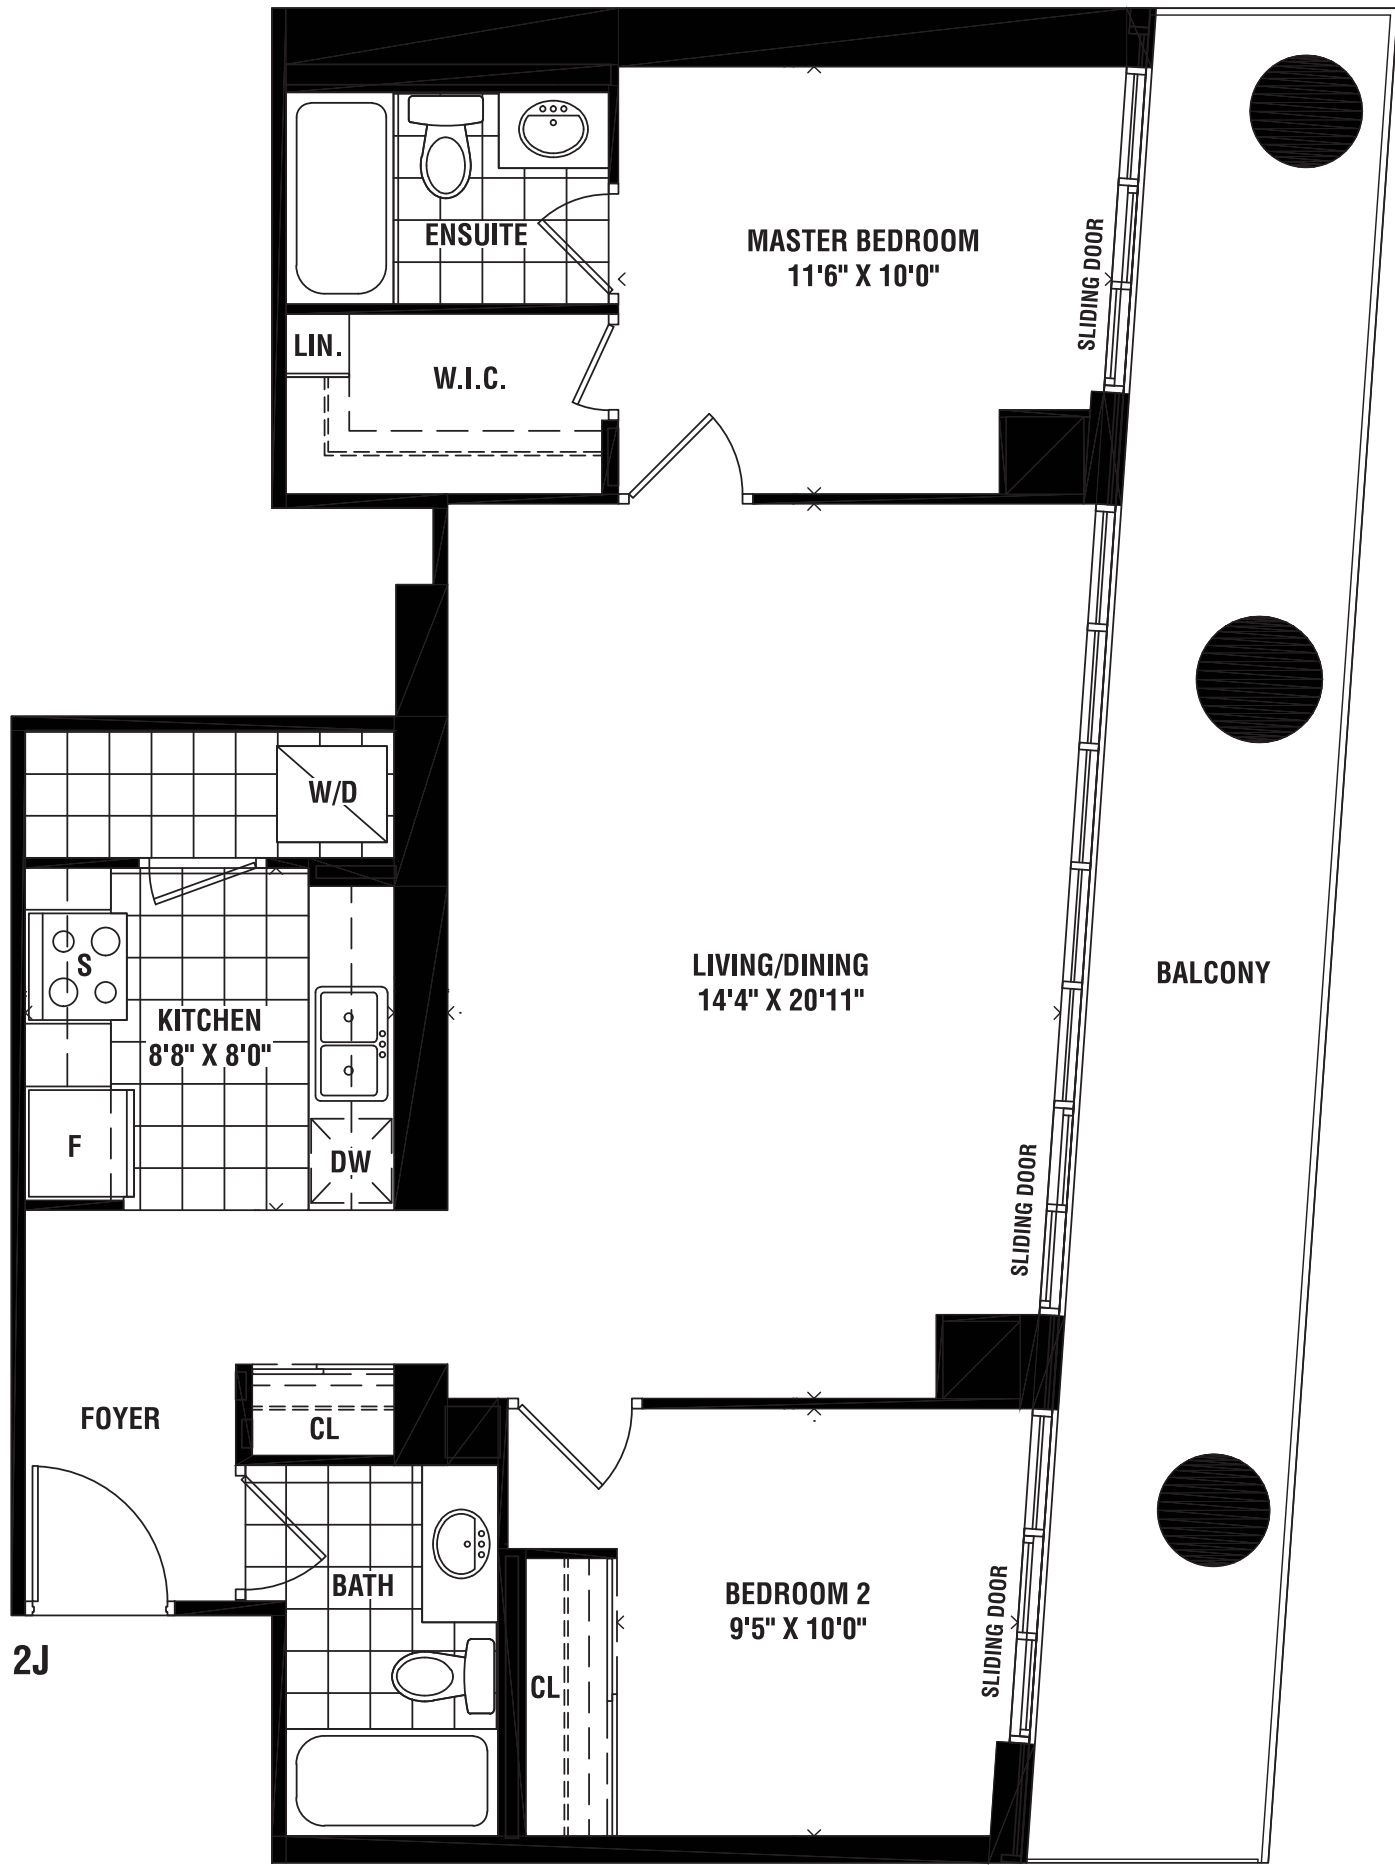 ENSUITE
MASTER BEDROOM
11'6" X 10'0"
SLIDING DOOR
LIN.
W.I.C.
W/D
S
KITCHEN
8'8" X 8'0"
F
DW
LIVING/DINING
14'4" X 20'11"
BALCONY
SLIDING DOOR
FOYER
CL
BATH
BEDROOM 2
9'5" X 10'0"
SLIDING DOOR
CL
2J